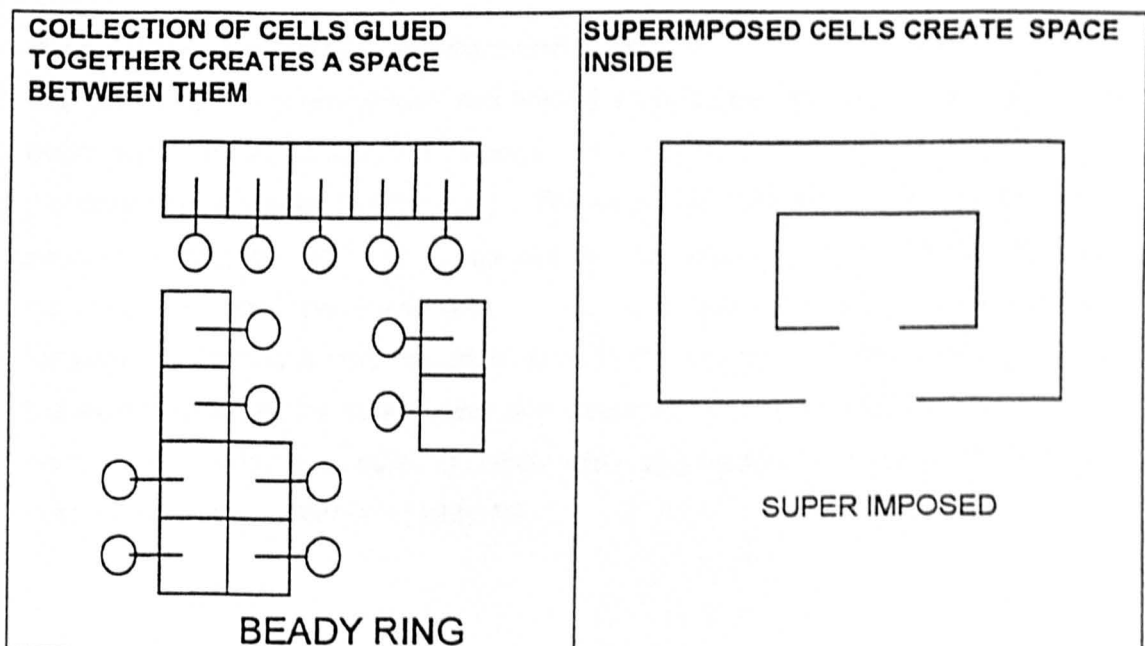 COLLECTION OF CELLS GLUED
TOGETHER CREATES A SPACE
BETWEEN THEM
BEADY RING
SUPERIMPOSED CELLS CREATE SPACE
INSIDE
SUPER IMPOSED